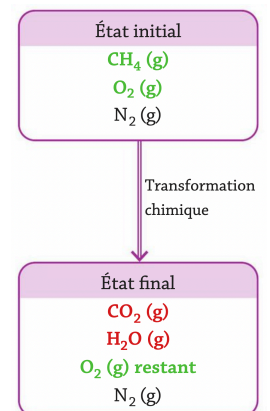 État initial
CH₄ (g)
O₂ (g)
N₂ (g)
Transformation
chimique
État final
CO₂ (g)
H₂O (g)
O₂ (g) restant
N₂ (g)